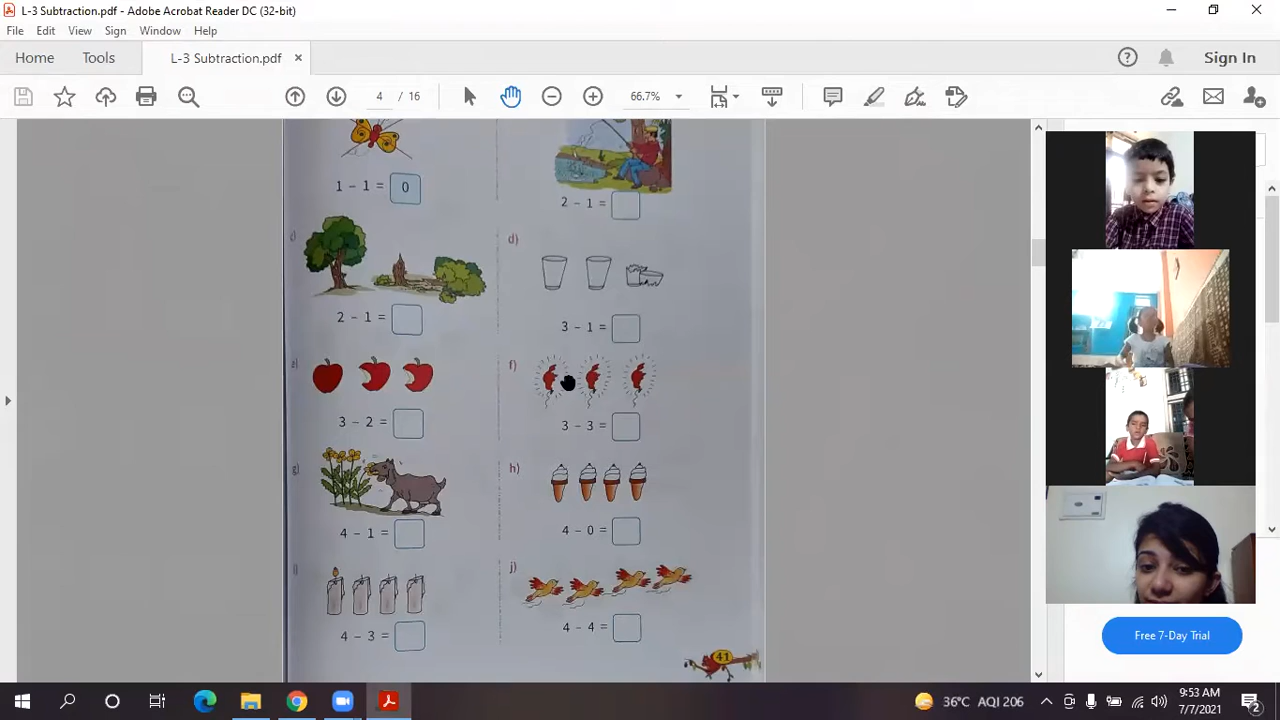 L-3 Subtraction.pdf - Adobe Acrobat Reader DC (32-bit)
File Edit View Sign Window Help
Home Tools L-3 Subtraction.pdf × Sign In
4 / 16 66.7%
1 - 1 = 0
2 - 1 =
d)
2 - 1 =
3 - 1 =
e) f)
3 - 2 =
3 - 3 =
g) h)
4 - 1 =
4 - 0 =
i) j)
4 - 3 =
4 - 4 =
41
Free 7-Day Trial
36°C AQI 206
9:53 AM
7/7/2021
2